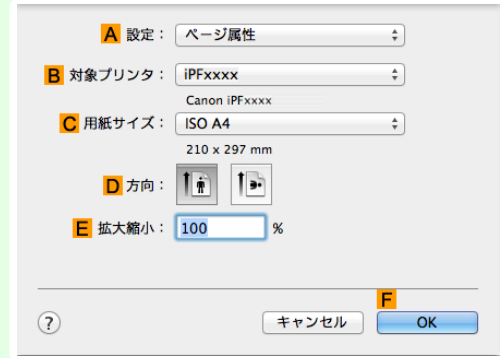 A 設定： ページ属性
B 対象プリンタ： iPFxxxx
Canon iPFxxxx
C 用紙サイズ： ISO A4
210 x 297 mm
D 方向：
E 拡大縮小： 100 %
F
? キャンセル OK